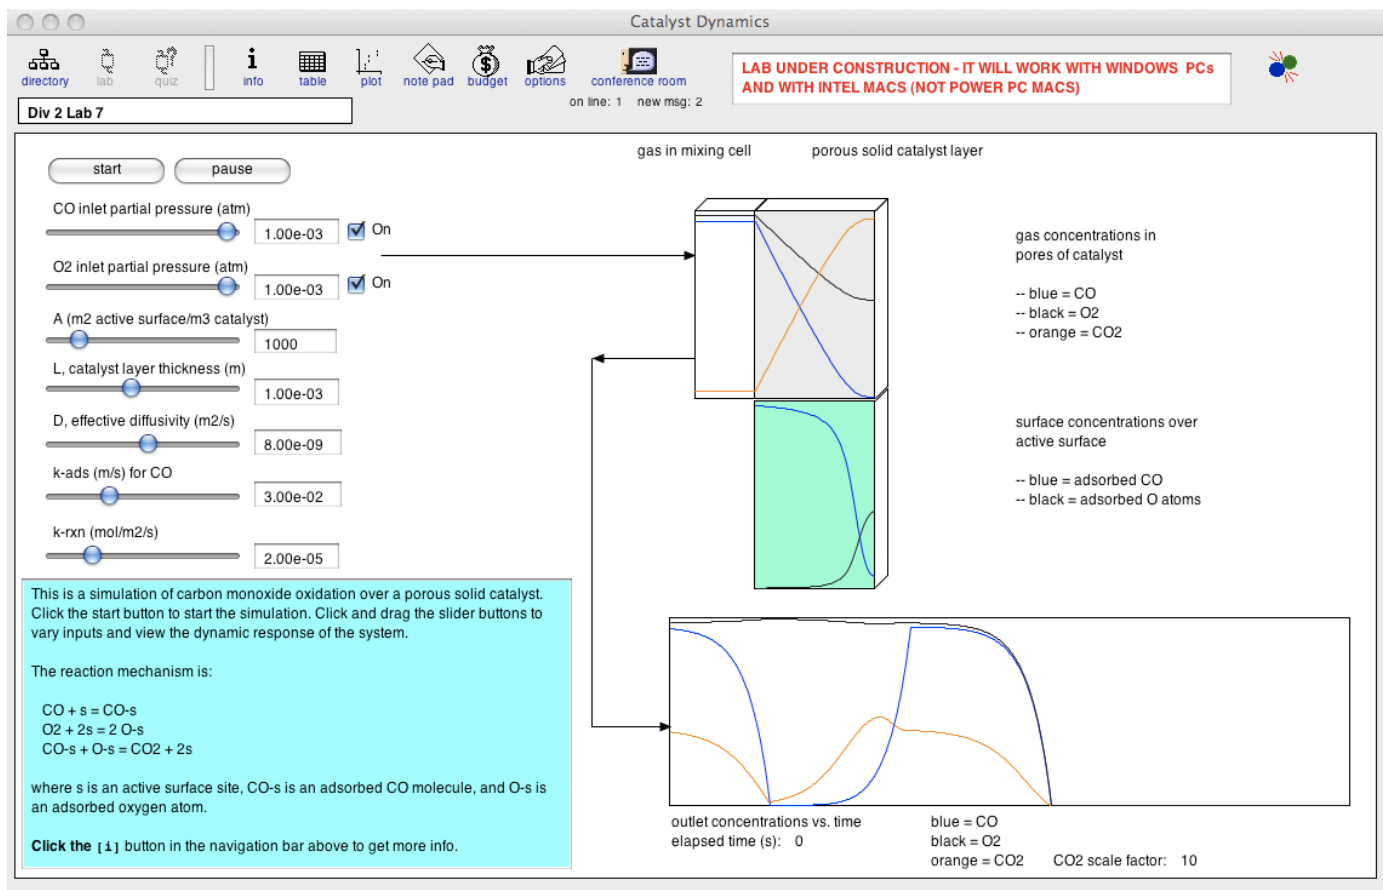 Catalyst Dynamics
directory
lab
quiz
info
table
plot
note pad
budget
options
conference room
on line: 1 new msg: 2
LAB UNDER CONSTRUCTION - IT WILL WORK WITH WINDOWS PCs
AND WITH INTEL MACS (NOT POWER PC MACS)
Div 2 Lab 7
start
pause
gas in mixing cell
porous solid catalyst layer
CO inlet partial pressure (atm)
1.00e-03
On
O2 inlet partial pressure (atm)
1.00e-03
On
A (m2 active surface/m3 catalyst)
1000
L, catalyst layer thickness (m)
1.00e-03
D, effective diffusivity (m2/s)
8.00e-09
k-ads (m/s) for CO
3.00e-02
k-rxn (mol/m2/s)
2.00e-05
gas concentrations in
pores of catalyst
-- blue = CO
-- black = O2
-- orange = CO2
surface concentrations over
active surface
-- blue = adsorbed CO
-- black = adsorbed O atoms
This is a simulation of carbon monoxide oxidation over a porous solid catalyst.
Click the start button to start the simulation. Click and drag the slider buttons to
vary inputs and view the dynamic response of the system.
The reaction mechanism is:
CO + s = CO-s
O2 + 2s = 2 O-s
CO-s + O-s = CO2 + 2s
where s is an active surface site, CO-s is an adsorbed CO molecule, and O-s is
an adsorbed oxygen atom.
Click the [i] button in the navigation bar above to get more info.
outlet concentrations vs. time
elapsed time (s): 0
blue = CO
black = O2
orange = CO2
CO2 scale factor: 10